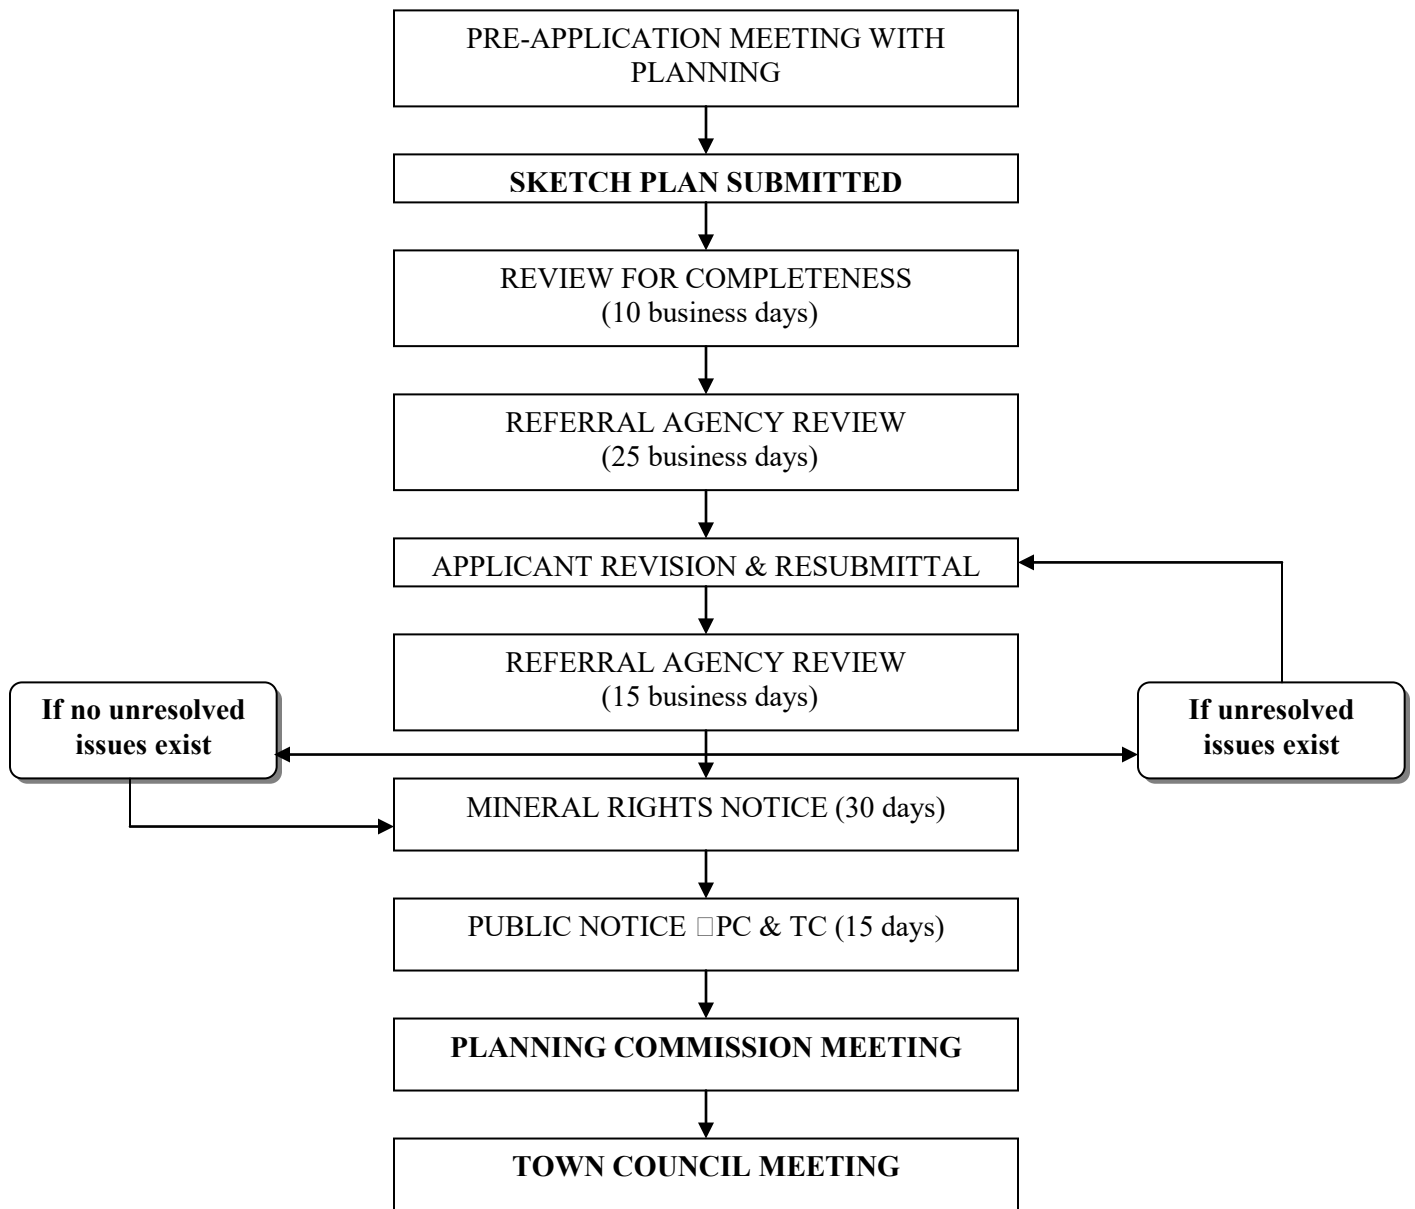 PRE-APPLICATION MEETING WITH
PLANNING
SKETCH PLAN SUBMITTED
REVIEW FOR COMPLETENESS
(10 business days)
REFERRAL AGENCY REVIEW
(25 business days)
APPLICANT REVISION & RESUBMITTAL
REFERRAL AGENCY REVIEW
(15 business days)
If no unresolved
issues exist
If unresolved
issues exist
MINERAL RIGHTS NOTICE (30 days)
PUBLIC NOTICE □PC & TC (15 days)
PLANNING COMMISSION MEETING
TOWN COUNCIL MEETING